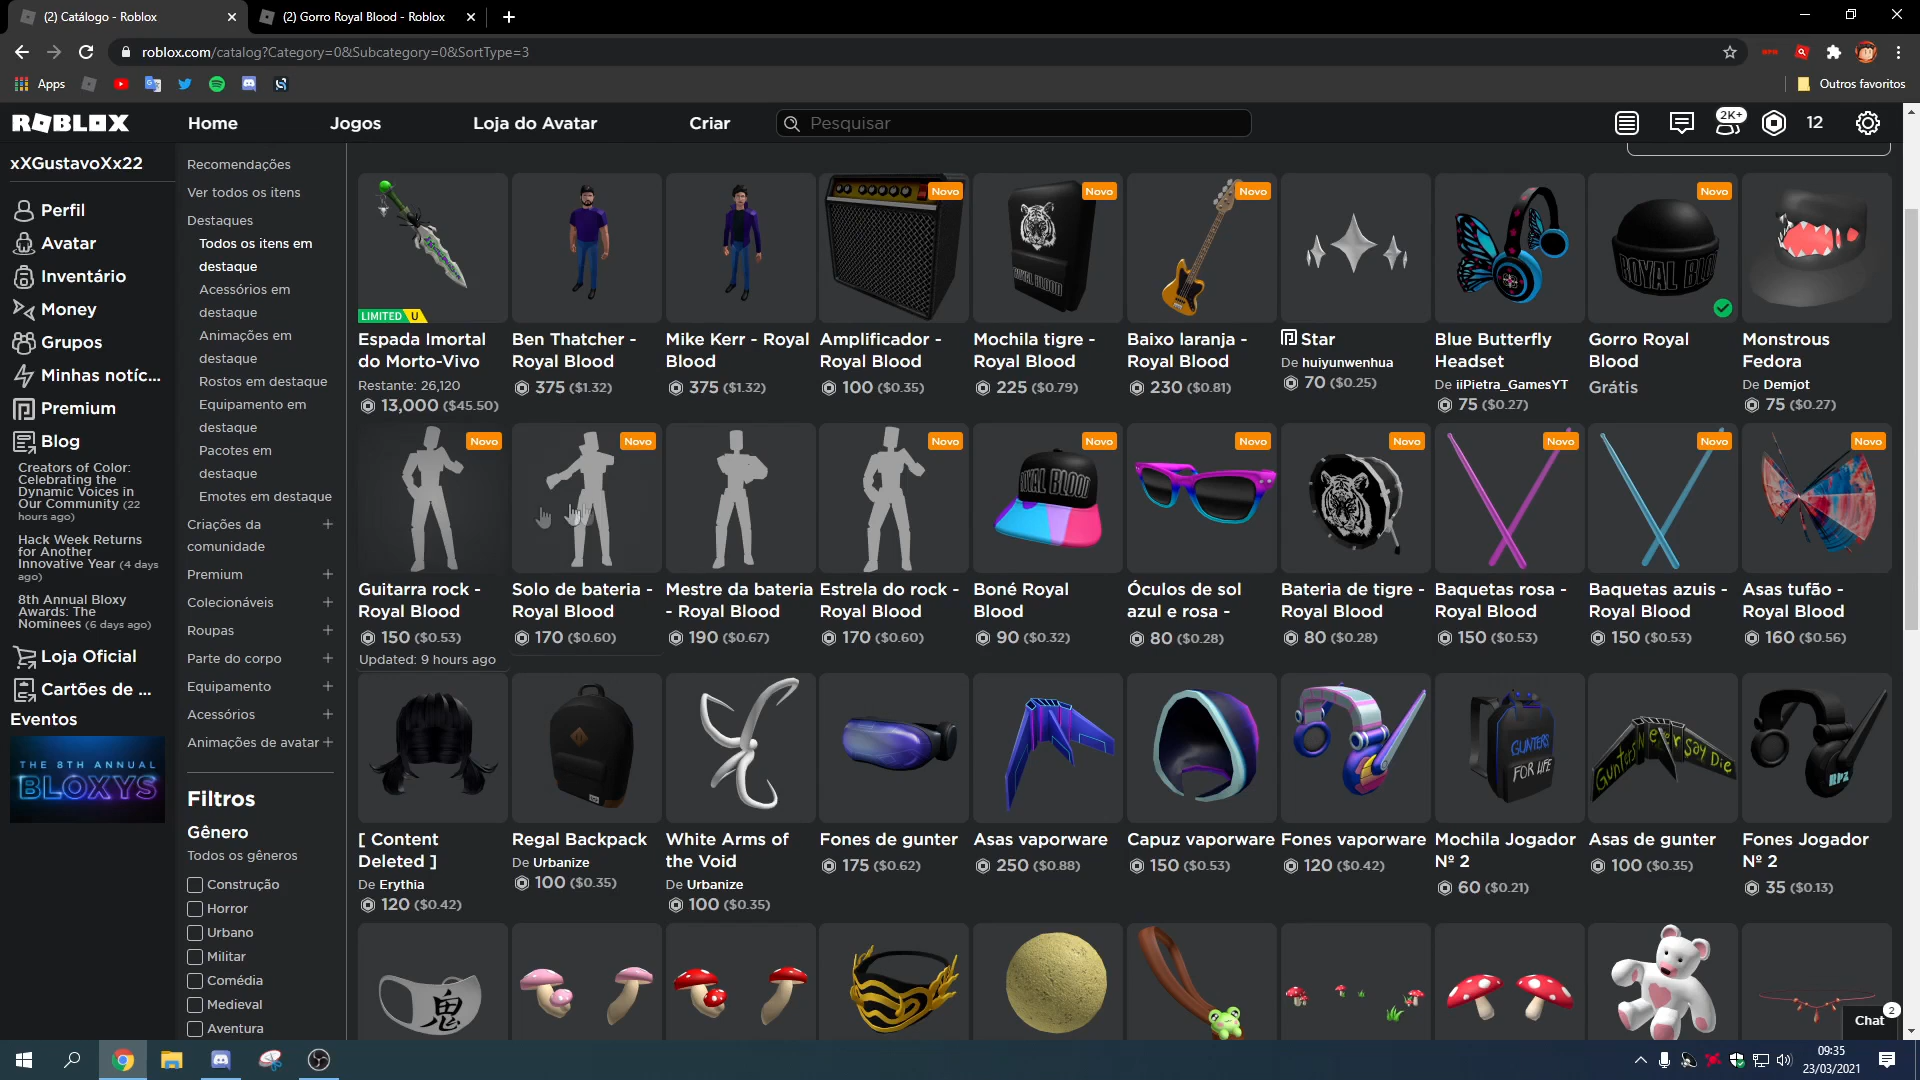 (2) Catálogo - Roblox
(2) Gorro Royal Blood - Roblox
roblox.com/catalog?Category=0&Subcategory=0&SortType=3
Apps
Outros favoritos
ROBLOX
Home
Jogos
Loja do Avatar
Criar
Pesquisar
2K+
12
xXGustavoXx22
Perfil
Avatar
Inventário
Money
Grupos
Minhas notíc...
Premium
Blog
Creators of Color:
Celebrating the
Dynamic Voices in
Our Community (22
hours ago)
Hack Week Returns
for Another
Innovative Year (4 days
ago)
8th Annual Bloxy
Awards: The
Nominees (6 days ago)
Loja Oficial
Cartões de ...
Eventos
THE 8TH ANNUAL
BLOXYS
Recomendações
Ver todos os itens
Destaques
Todos os itens em
destaque
Acessórios em
destaque
Animações em
destaque
Rostos em destaque
Equipamento em
destaque
Pacotes em
destaque
Emotes em destaque
Criações da
comunidade
Premium
Colecionáveis
Roupas
Parte do corpo
Equipamento
Acessórios
Animações de avatar
Filtros
Gênero
Todos os gêneros
Construção
Horror
Urbano
Militar
Comédia
Medieval
Aventura
LIMITED U
Espada Imortal
do Morto-Vivo
Restante: 26,120
13,000 ($45.50)
Ben Thatcher -
Royal Blood
375 ($1.32)
Mike Kerr - Royal
Blood
375 ($1.32)
Novo
Amplificador -
Royal Blood
100 ($0.35)
Novo
ROYAL BLOOD
Mochila tigre -
Royal Blood
225 ($0.79)
Novo
Baixo laranja -
Royal Blood
230 ($0.81)
Star
De huiyunwenhua
70 ($0.25)
Blue Butterfly
Headset
De iiPietra_GamesYT
75 ($0.27)
Novo
ROYAL BLO
Gorro Royal
Blood
Grátis
Monstrous
Fedora
De Demjot
75 ($0.27)
Novo
Guitarra rock -
Royal Blood
150 ($0.53)
Updated: 9 hours ago
Novo
Solo de bateria -
Royal Blood
170 ($0.60)
Mestre da bateria
- Royal Blood
190 ($0.67)
Novo
Estrela do rock -
Royal Blood
170 ($0.60)
Novo
ROYAL BLOOD
Boné Royal
Blood
90 ($0.32)
Novo
Óculos de sol
azul e rosa -
80 ($0.28)
Novo
Bateria de tigre -
Royal Blood
80 ($0.28)
Novo
Baquetas rosa -
Royal Blood
150 ($0.53)
Novo
Baquetas azuis -
Royal Blood
150 ($0.53)
Novo
Asas tufão -
Royal Blood
160 ($0.56)
[ Content
Deleted ]
De Erythia
120 ($0.42)
Regal Backpack
De Urbanize
100 ($0.35)
White Arms of
the Void
De Urbanize
100 ($0.35)
Fones de gunter
175 ($0.62)
Asas vaporware
250 ($0.88)
Capuz vaporware
150 ($0.53)
Fones vaporware
120 ($0.42)
GUNTERS
FOR LIFE
Mochila Jogador
Nº 2
60 ($0.21)
Gunters Never Say Die
Asas de gunter
100 ($0.35)
RP2
Fones Jogador
Nº 2
35 ($0.13)
鬼
Chat
2
09:35
23/03/2021